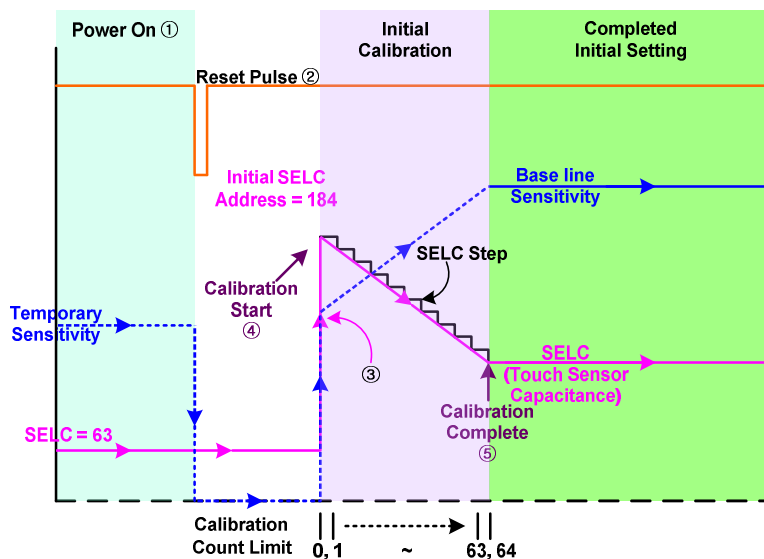 Power On ①
Initial
Calibration
Completed
Initial Setting
Reset Pulse ②
Initial SELC
Address = 184
Base line
Sensitivity
SELC Step
Calibration
Start
④
Temporary
Sensitivity
③
SELC
(Touch Sensor
Capacitance)
SELC = 63
Calibration
Complete
⑤
Calibration
Count Limit
0, 1 ~ 63, 64